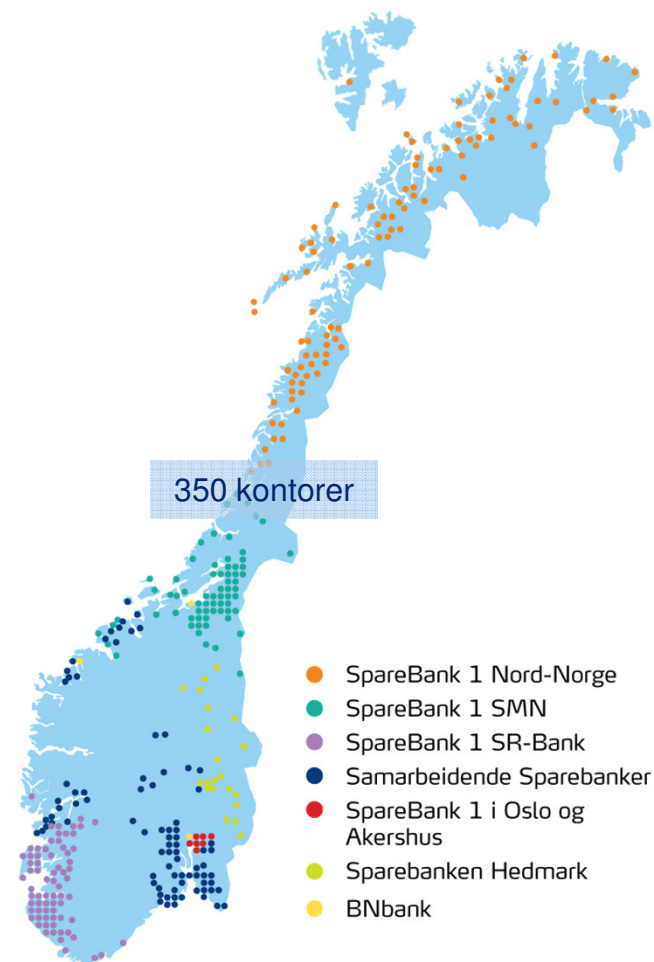 350 kontorer
SpareBank 1 Nord-Norge
SpareBank 1 SMN
SpareBank 1 SR-Bank
Samarbeidende Sparebanker
SpareBank 1 i Oslo og
Akershus
Sparebanken Hedmark
BNbank